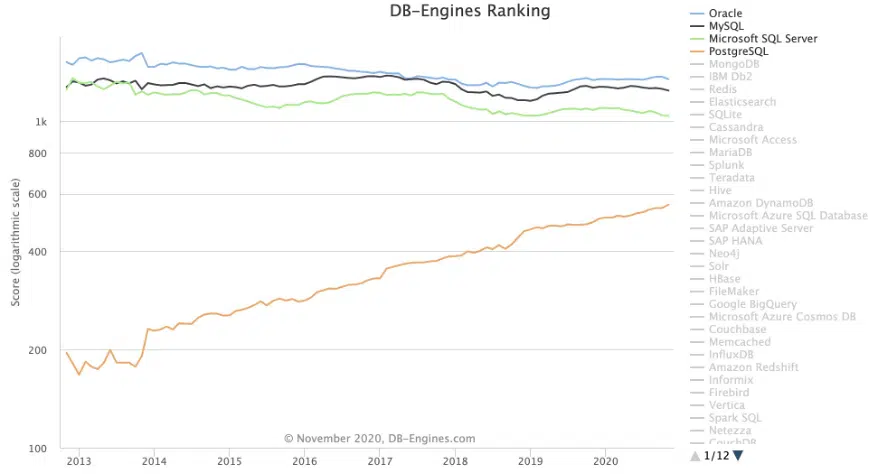 DB-Engines Ranking
Score (logarithmic scale)
1k
800
600
400
200
100
2013 2014 2015 2016 2017 2018 2019 2020
© November 2020, DB-Engines.com
Oracle
MySQL
Microsoft SQL Server
PostgreSQL
MongoDB
IBM Db2
Redis
Elasticsearch
SQLite
Cassandra
Microsoft Access
MariaDB
Splunk
Teradata
Hive
Amazon DynamoDB
Microsoft Azure SQL Database
SAP Adaptive Server
SAP HANA
Neo4j
Solr
HBase
FileMaker
Google BigQuery
Microsoft Azure Cosmos DB
Couchbase
Memcached
InfluxDB
Amazon Redshift
Informix
Firebird
Vertica
Spark SQL
Netezza
CouchDB
1/12